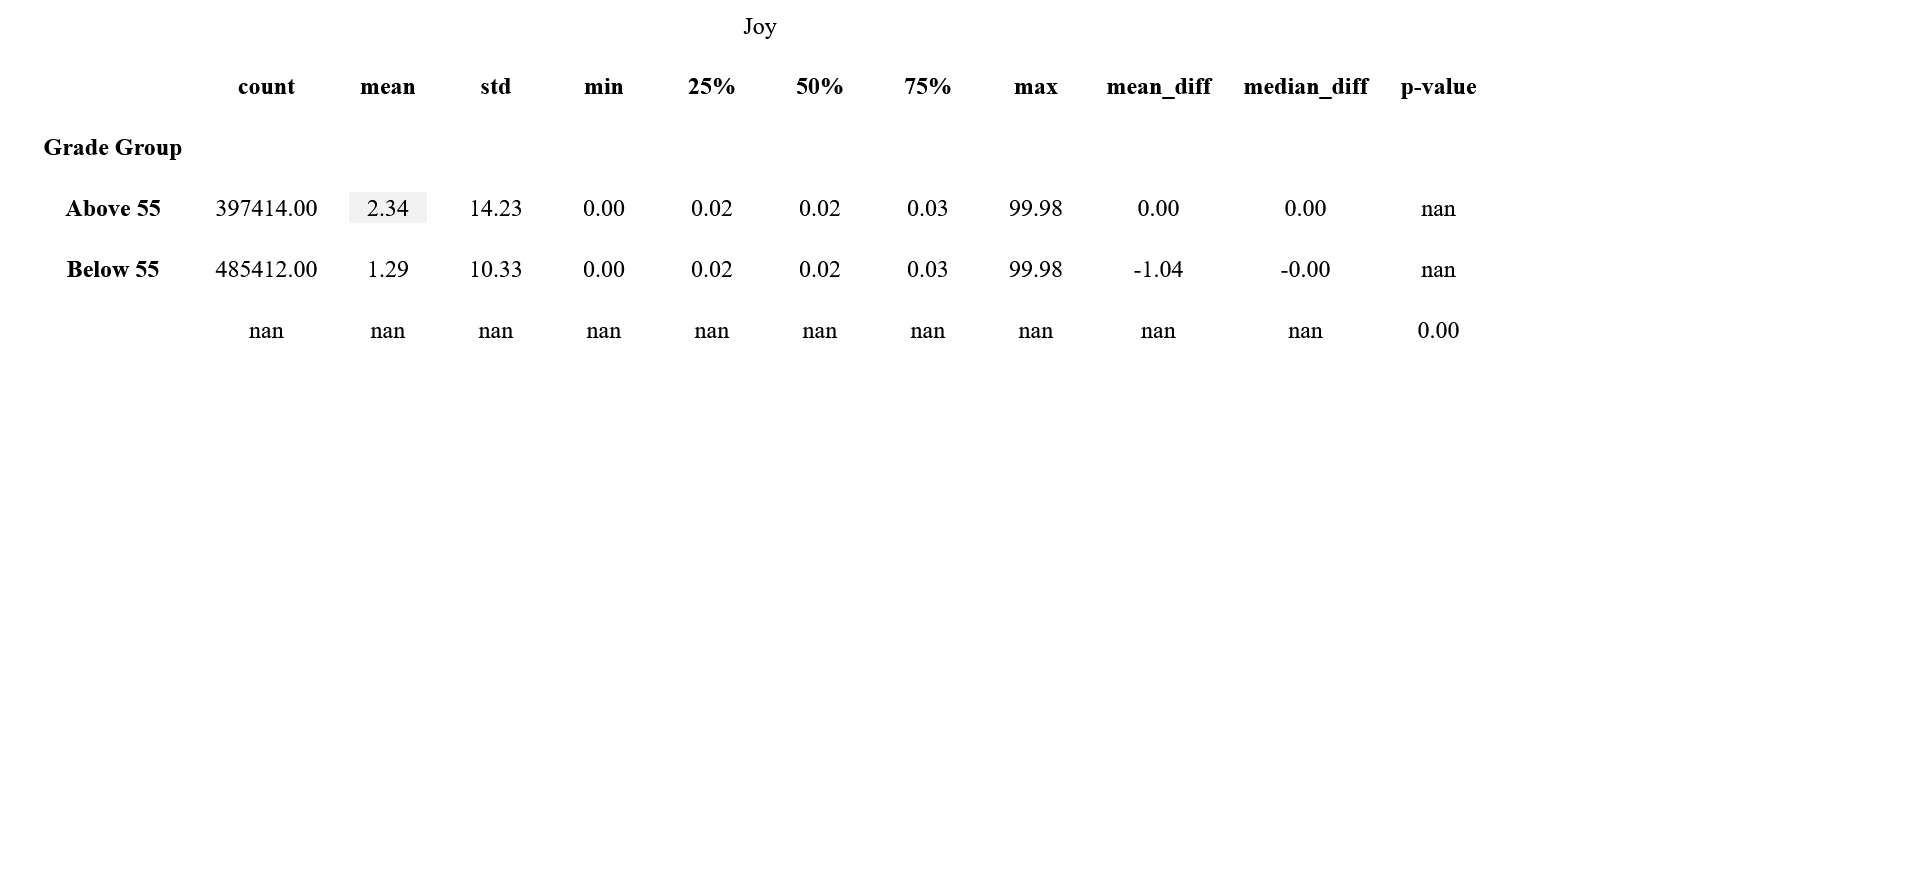 Joy
count mean std min 25% 50% 75% max mean_diff median_diff p-value
Grade Group
Above 55 397414.00 2.34 14.23 0.00 0.02 0.02 0.03 99.98 0.00 0.00 nan
Below 55 485412.00 1.29 10.33 0.00 0.02 0.02 0.03 99.98 -1.04 -0.00 nan
nan nan nan nan nan nan nan nan nan nan 0.00